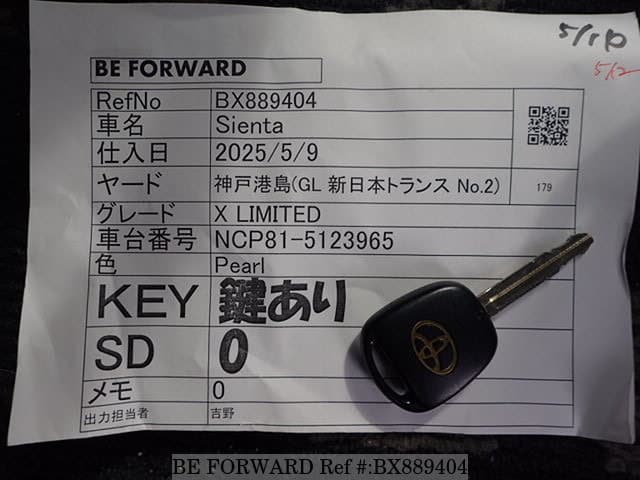 5/12
BE FORWARD
RefNo BX889404
車名 Sienta
仕入日 2025/5/9
ヤード 神戸港島(GL 新日本トランス No.2) 179
グレード X LIMITED
車台番号 NCP81-5123965
色 Pearl
KEY 鍵あり
SD 0
メモ 0
出力担当者 吉野
BE FORWARD Ref #:BX889404